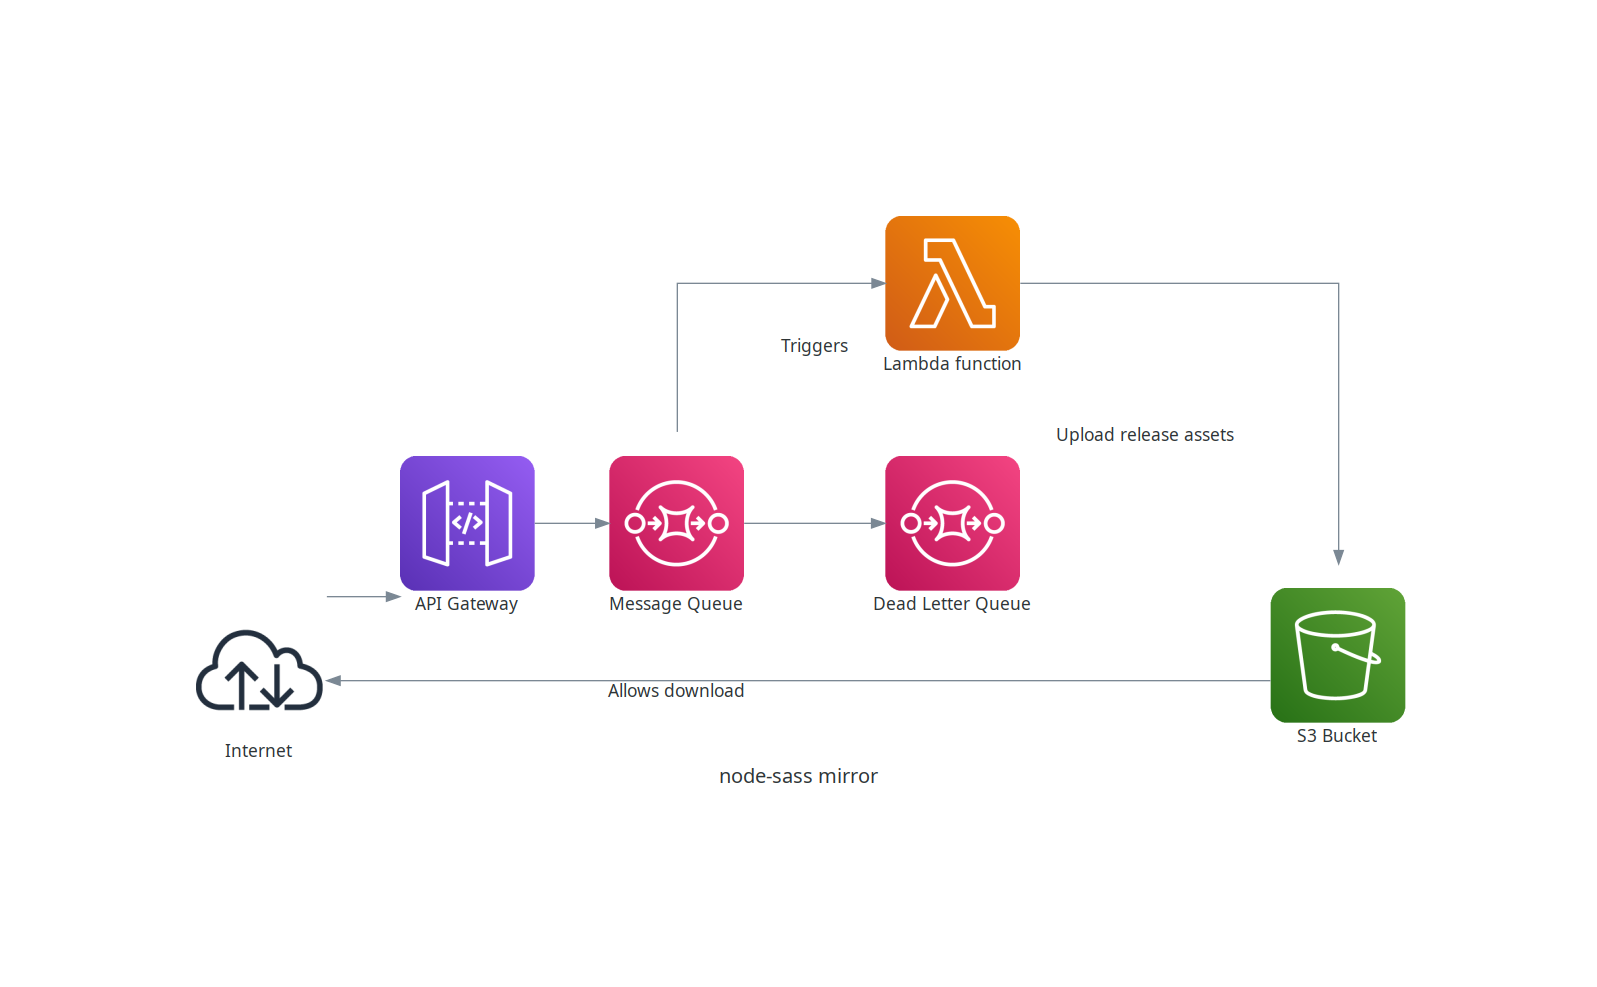 Triggers
Lambda function
Upload release assets
API Gateway
Message Queue
Dead Letter Queue
Allows download
Internet
S3 Bucket
node-sass mirror